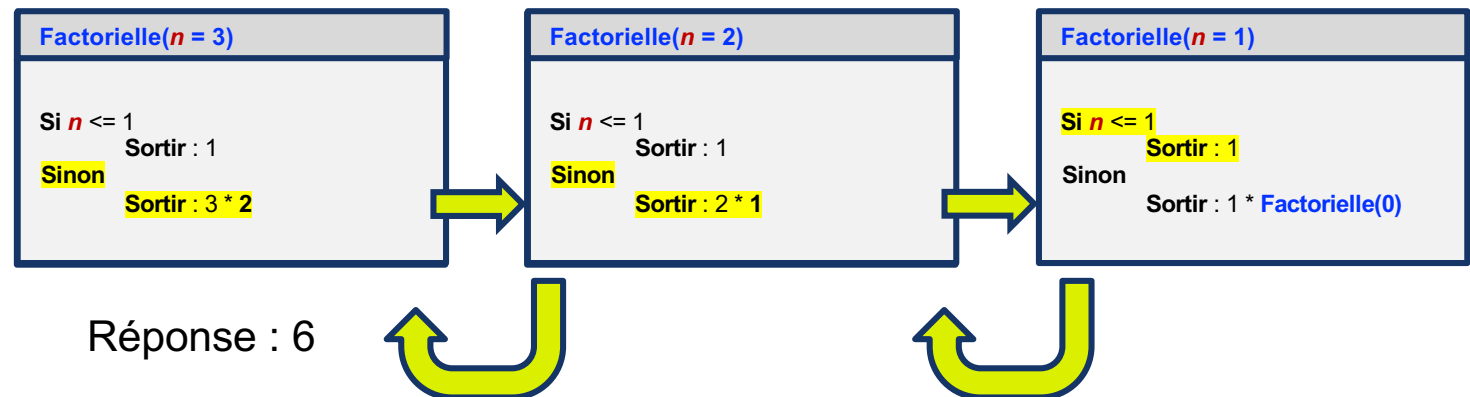 Factorielle(n = 3)
Si n <= 1
Sortir : 1
Sinon
Sortir : 3 * 2
Factorielle(n = 2)
Si n <= 1
Sortir : 1
Sinon
Sortir : 2 * 1
Factorielle(n = 1)
Si n <= 1
Sortir : 1
Sinon
Sortir : 1 * Factorielle(0)
Réponse : 6